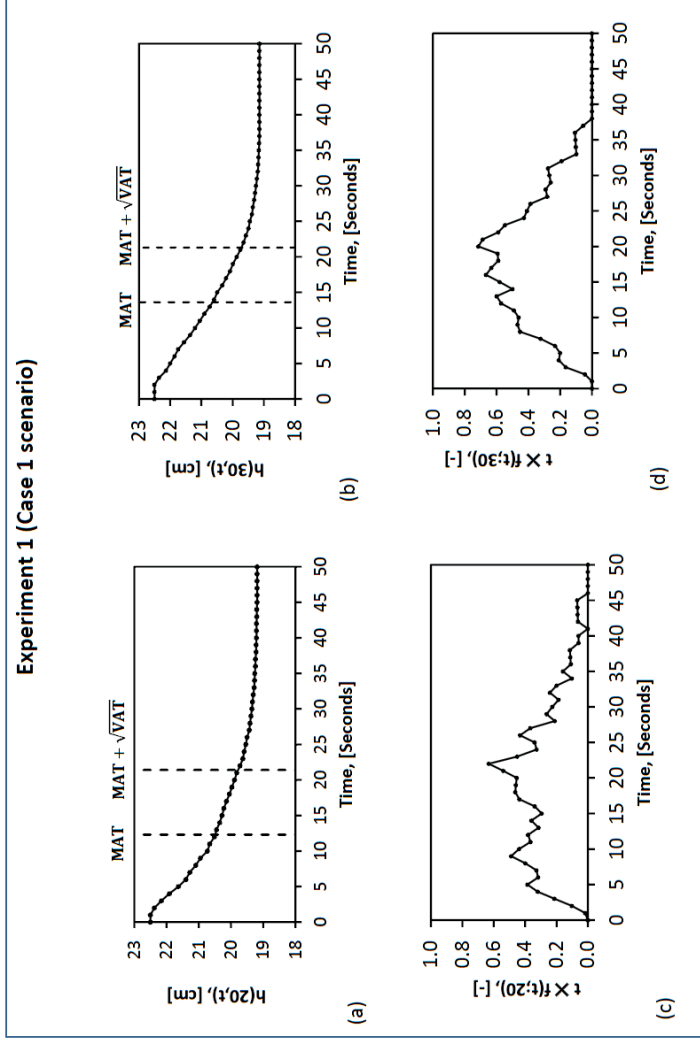 Experiment 1 (Case 1 scenario)
MAT MAT + √VAT
23
22
21
20
19
18
h(20,t), [cm]
0 5 10 15 20 25 30 35 40 45 50
Time, [Seconds]
(a)
MAT MAT + √VAT
23
22
21
20
19
18
h(30,t), [cm]
0 5 10 15 20 25 30 35 40 45 50
Time, [Seconds]
(b)
1.0
0.8
0.6
0.4
0.2
0.0
t × f(t;20), [-]
0 5 10 15 20 25 30 35 40 45 50
Time, [Seconds]
(c)
1.0
0.8
0.6
0.4
0.2
0.0
t × f(t;30), [-]
0 5 10 15 20 25 30 35 40 45 50
Time, [Seconds]
(d)